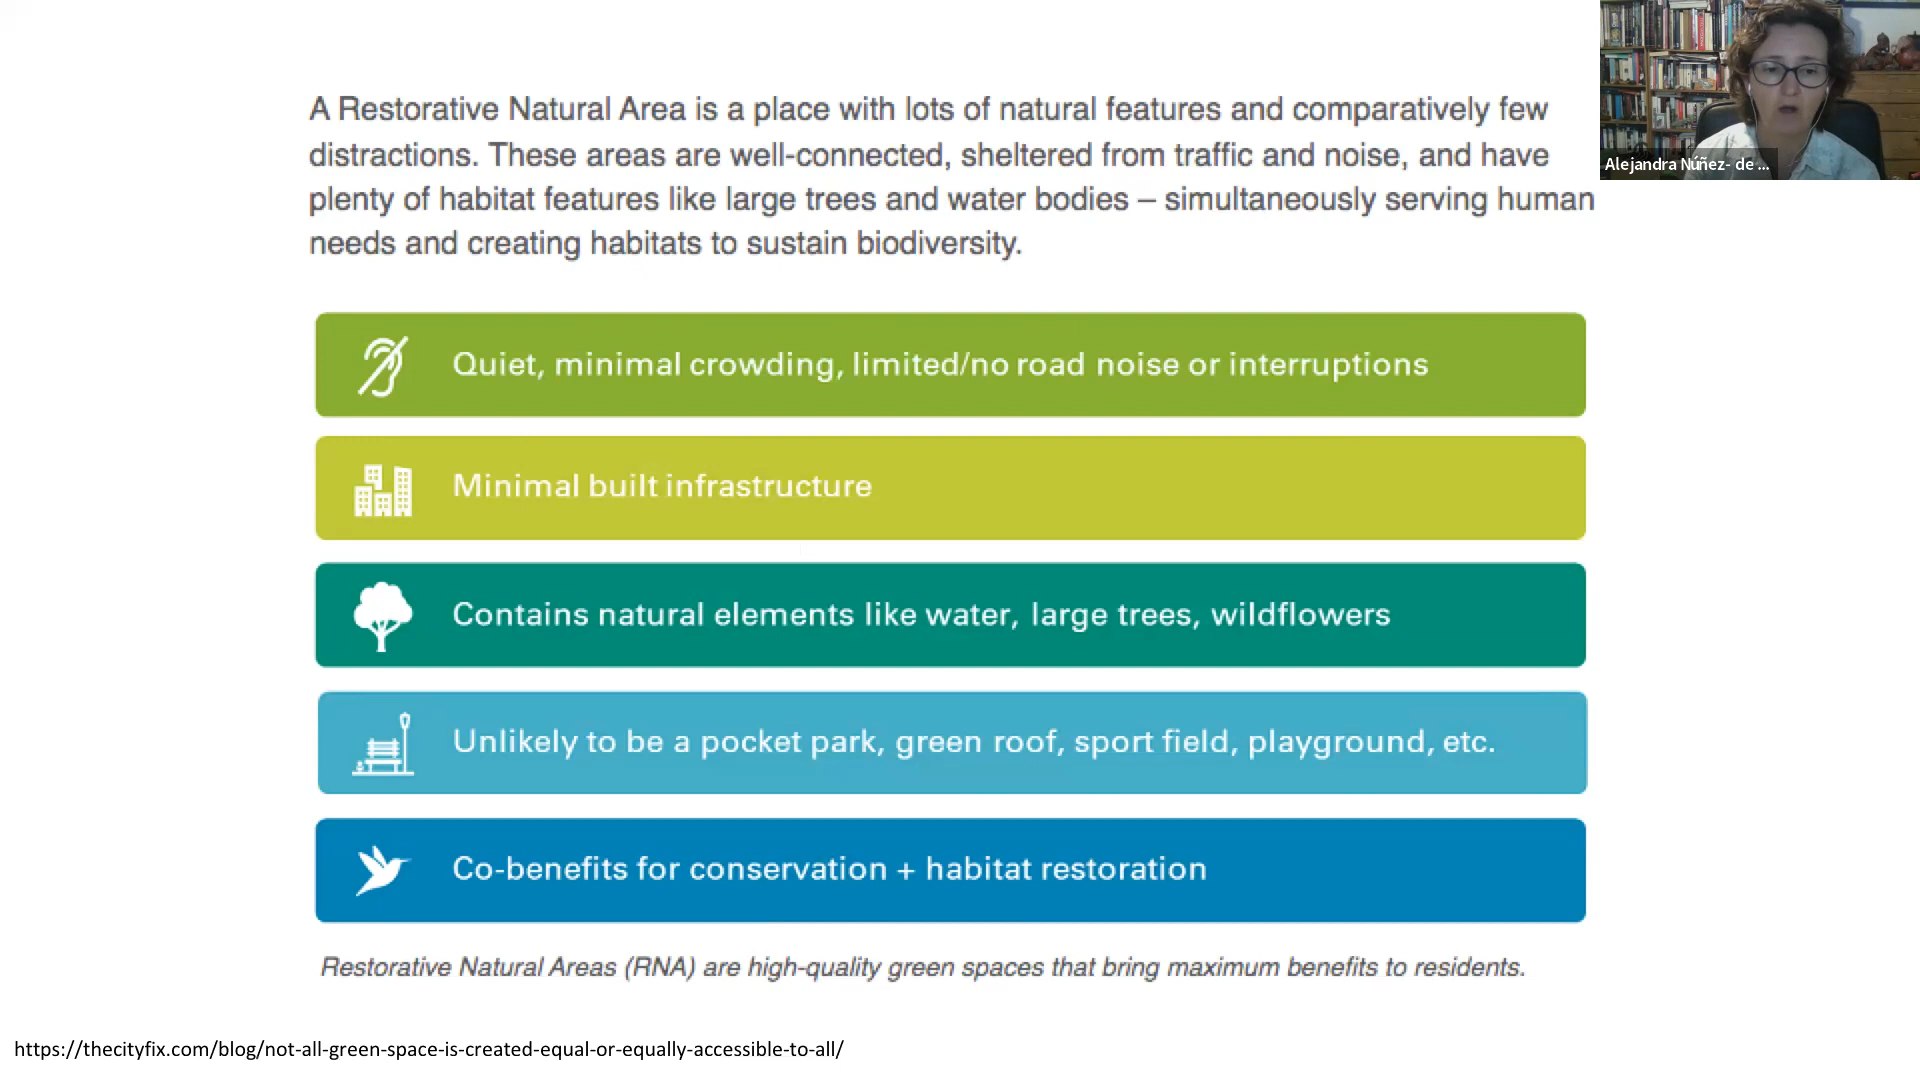 A Restorative Natural Area is a place with lots of natural features and comparatively few
distractions. These areas are well-connected, sheltered from traffic and noise, and have
plenty of habitat features like large trees and water bodies – simultaneously serving human
needs and creating habitats to sustain biodiversity.
Alejandra Núñez- de ...
Quiet, minimal crowding, limited/no road noise or interruptions
Minimal built infrastructure
Contains natural elements like water, large trees, wildflowers
Unlikely to be a pocket park, green roof, sport field, playground, etc.
Co-benefits for conservation + habitat restoration
Restorative Natural Areas (RNA) are high-quality green spaces that bring maximum benefits to residents.
https://thecityfix.com/blog/not-all-green-space-is-created-equal-or-equally-accessible-to-all/